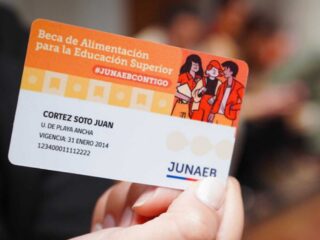 Beca de Alimentación
para la Educación Superior
#JUNAEBCONTIGO
CORTEZ SOTO JUAN
U. DE PLAYA ANCHA
VIGENCIA: 31 ENERO 2014
123400011112222
JUNAEB